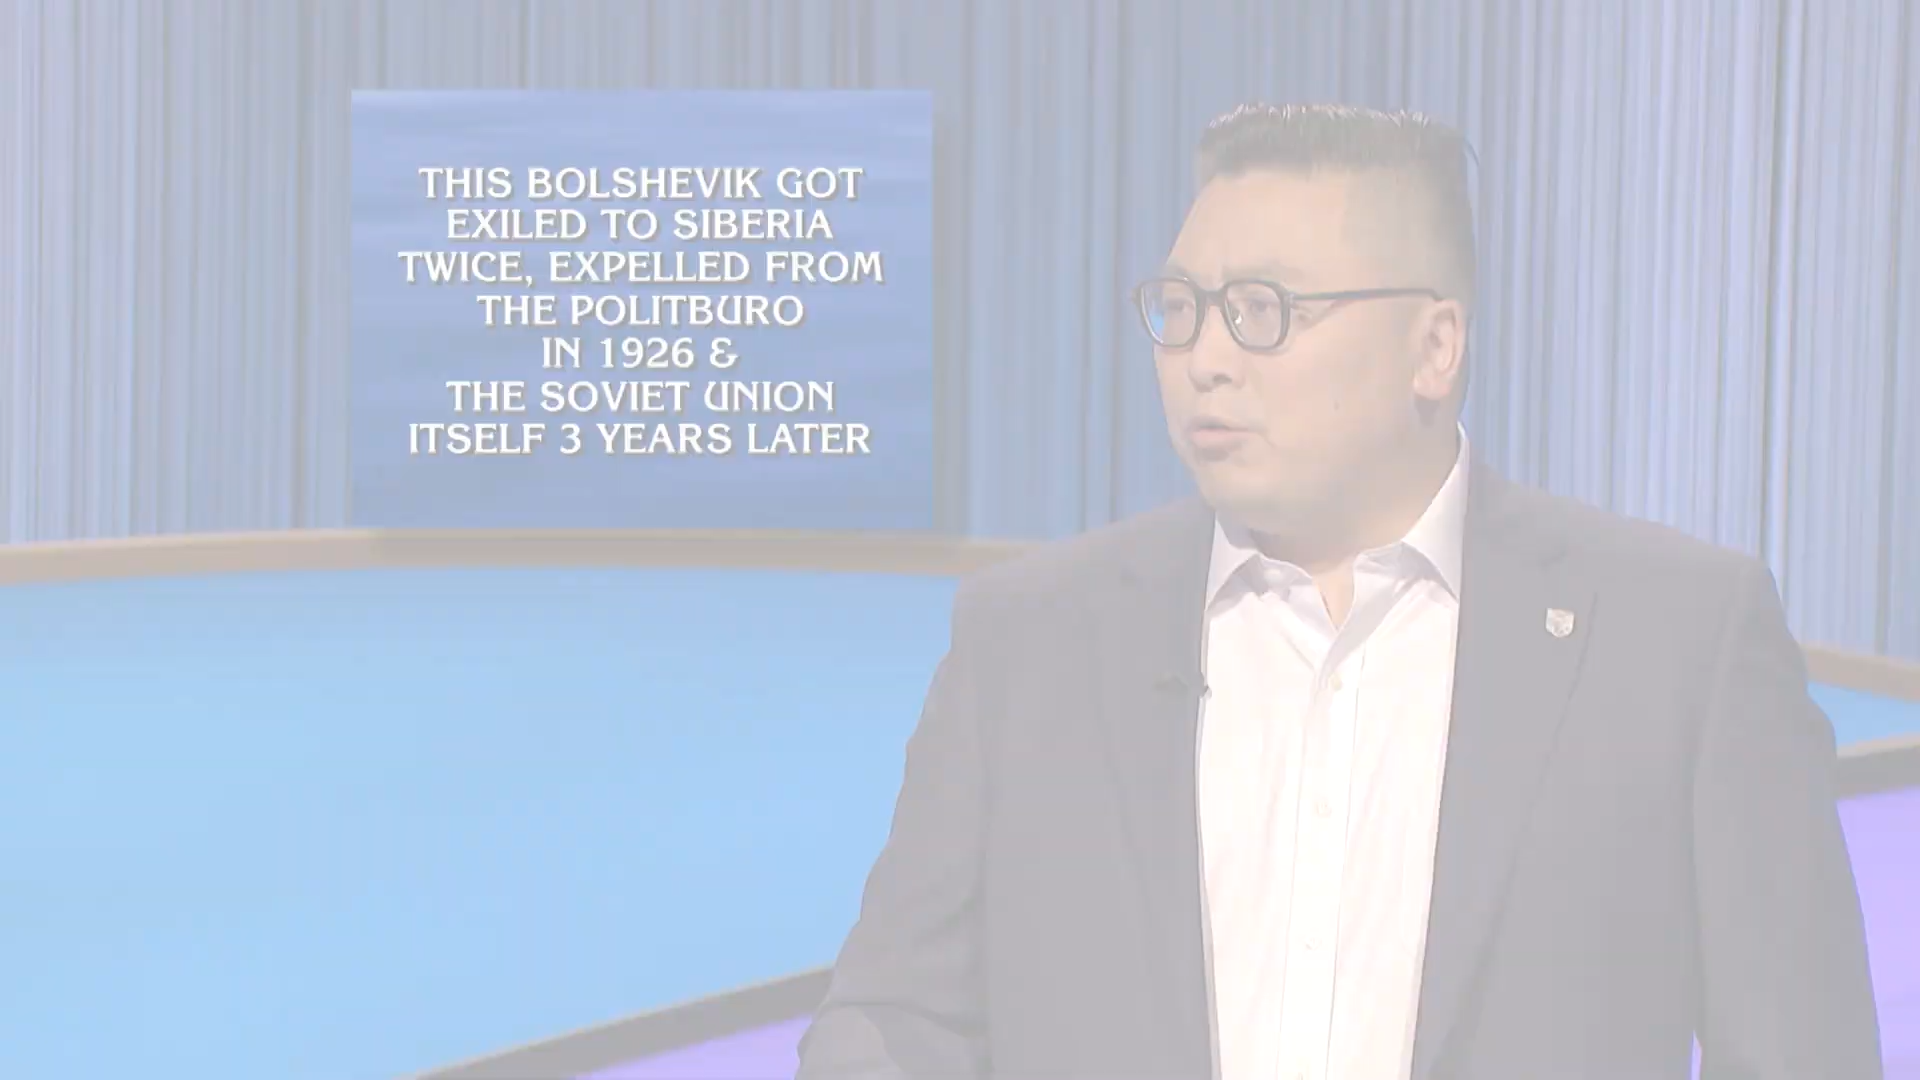 THIS BOLSHEVIK GOT
EXILED TO SIBERIA
TWICE, EXPELLED FROM
THE POLITBURO
IN 1926 &
THE SOVIET UNION
ITSELF 3 YEARS LATER